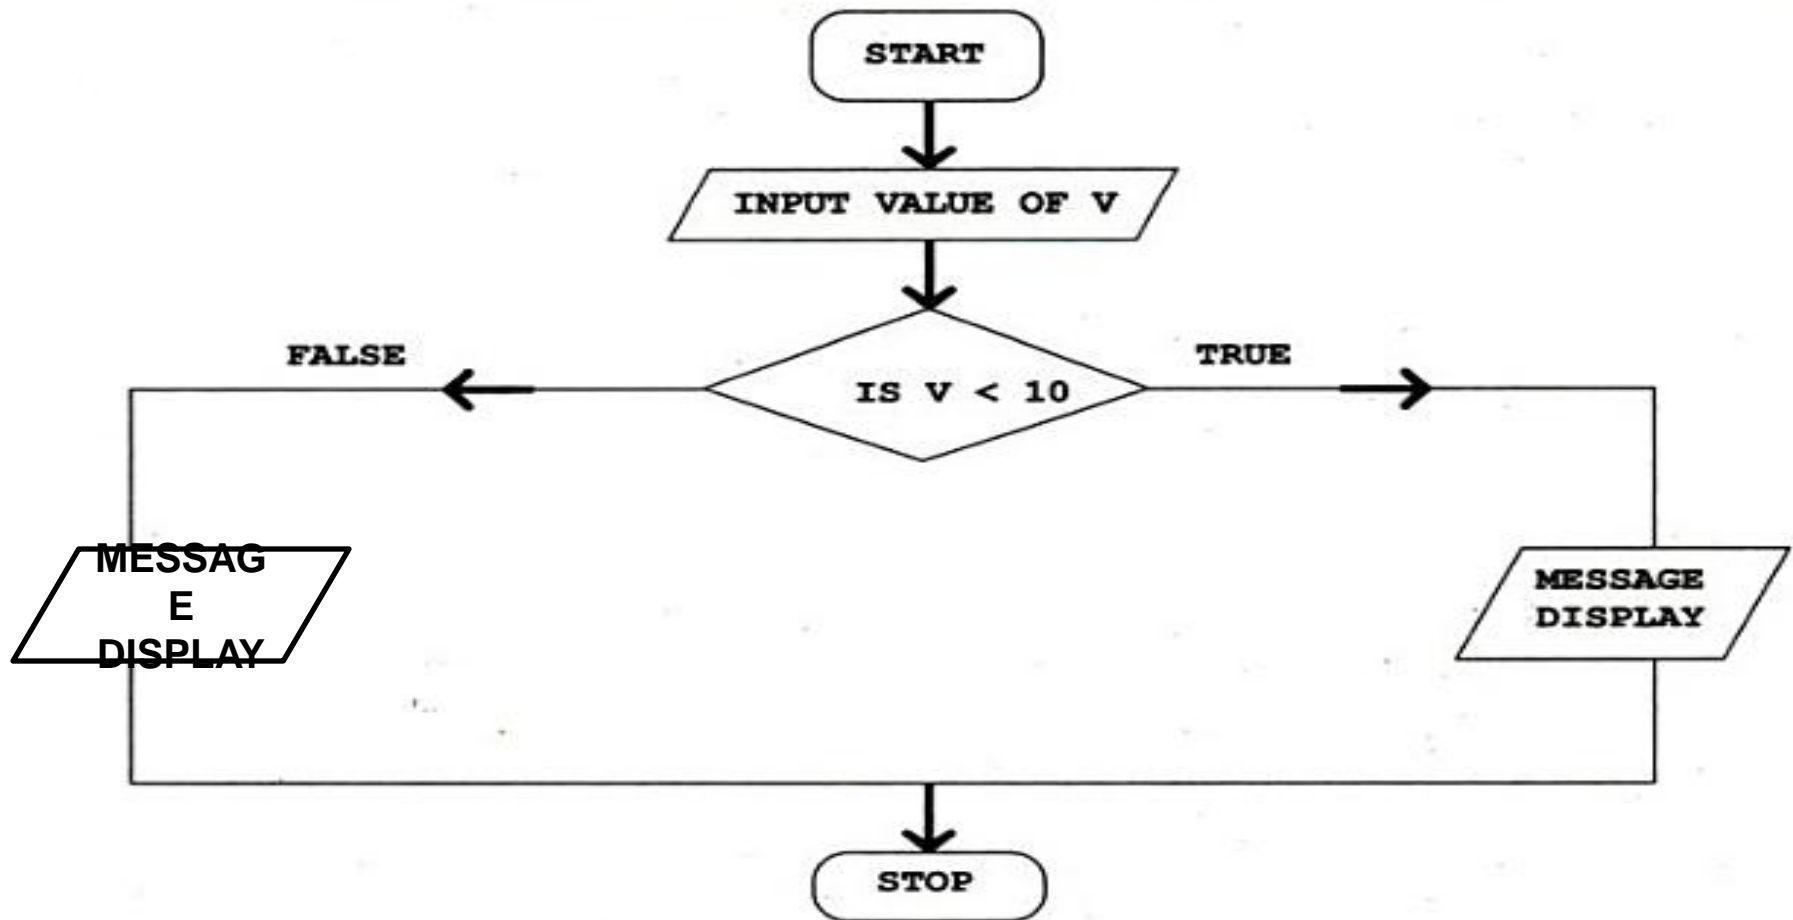 START
INPUT VALUE OF V
FALSE
TRUE
IS V < 10
MESSAG
E
DISPLAY
MESSAGE
DISPLAY
STOP